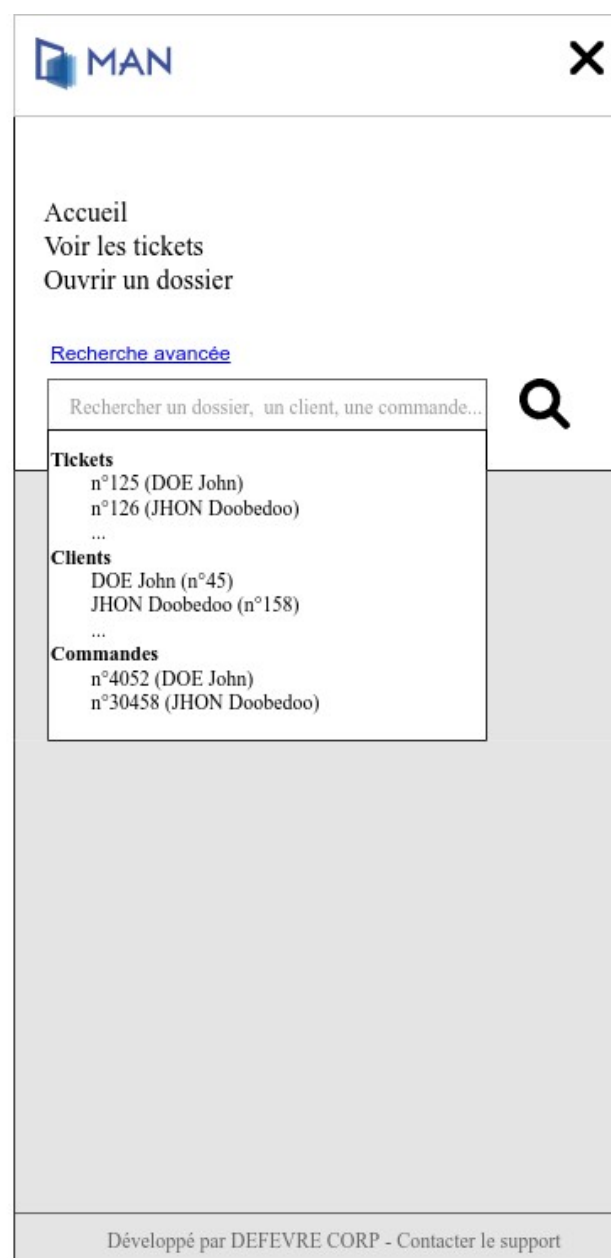 MAN
Accueil
Voir les tickets
Ouvrir un dossier
Recherche avancée
Rechercher un dossier, un client, une commande...
Tickets
n°125 (DOE John)
n°126 (JHON Doobedoo)
...
Clients
DOE John (n°45)
JHON Doobedoo (n°158)
...
Commandes
n°4052 (DOE John)
n°30458 (JHON Doobedoo)
Développé par DEFEVRE CORP - Contacter le support